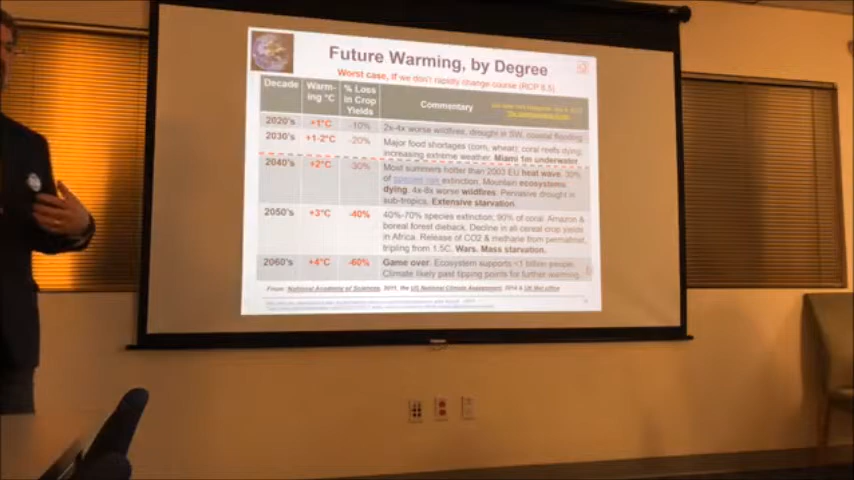 Future Warming, by Degree
Worst case, if we don't rapidly change course (RCP 8.5)
Decade
Warm-
ing °C
% Loss
in Crop
Yields
Commentary
2020's +1°C -10% 2x-4x worse wildfires, drought in SW, coastal flooding
2030's +1-2°C -20% Major food shortages (corn, wheat); coral reefs dying;
increasing extreme weather. Miami 1m underwater
2040's +2°C -30% Most summers hotter than 2003 EU heat wave. 30%
of species risk extinction. Mountain ecosystems
dying. 4x-8x worse wildfires. Pervasive drought in
sub-tropics. Extensive starvation.
2050's +3°C -40% 40%-70% species extinction; 90% of coral. Amazon &
boreal forest dieback. Decline in all cereal crop yields
in Africa. Release of CO2 & methane from permafrost,
tripling from 1.5C. Wars. Mass starvation.
2060's +4°C -60% Game over. Ecosystem supports <1 billion people.
Climate likely past tipping points for further warming.
From: National Academy of Sciences, 2011, the US National Climate Assessment, 2014 & UK Met office